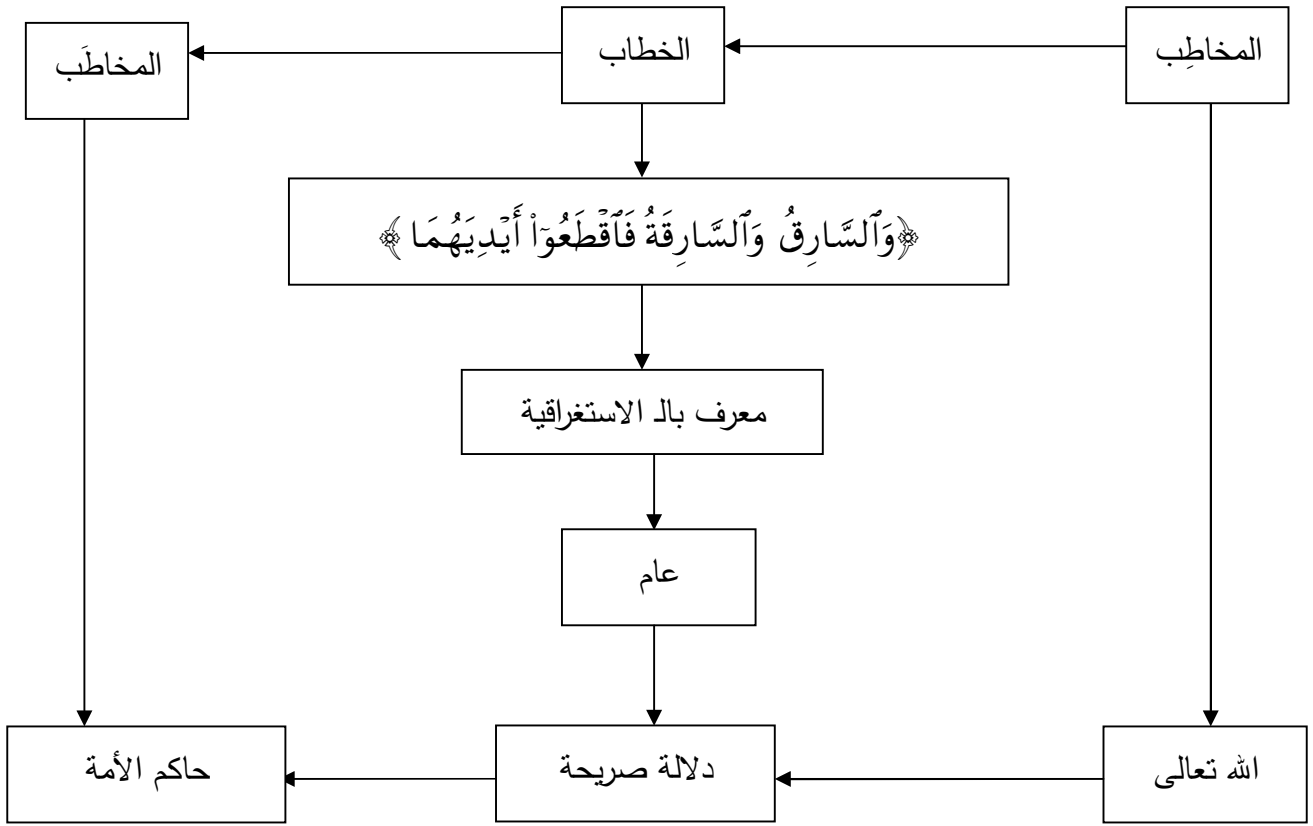 المخاطِب
الخطاب
المخاطَب
﴿وَٱلسَّارِقُ وَٱلسَّارِقَةُ فَٱقْطَعُوٓا۟ أَيْدِيَهُمَا ﴾
معرف بالـ الاستغراقية
عام
الله تعالى
دلالة صريحة
حاكم الأمة